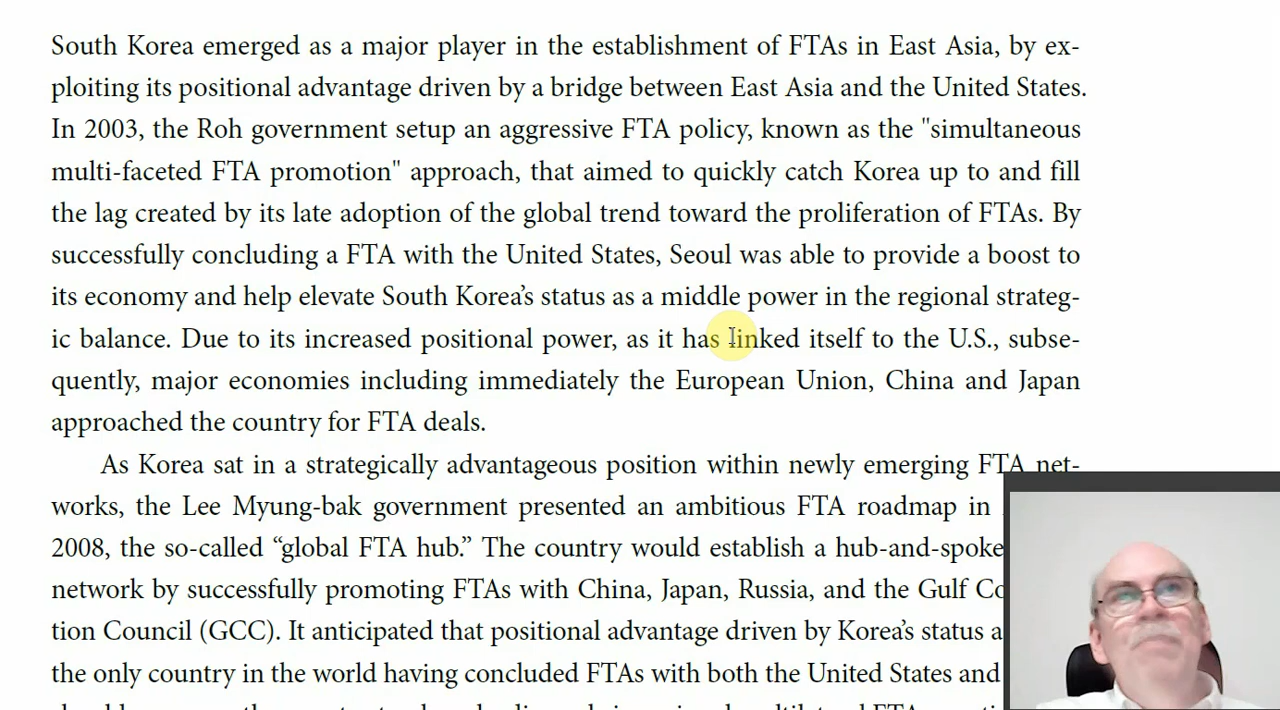 South Korea emerged as a major player in the establishment of FTAs in East Asia, by ex-
ploiting its positional advantage driven by a bridge between East Asia and the United States.
In 2003, the Roh government setup an aggressive FTA policy, known as the "simultaneous
multi-faceted FTA promotion" approach, that aimed to quickly catch Korea up to and fill
the lag created by its late adoption of the global trend toward the proliferation of FTAs. By
successfully concluding a FTA with the United States, Seoul was able to provide a boost to
its economy and help elevate South Korea’s status as a middle power in the regional strateg-
ic balance. Due to its increased positional power, as it has linked itself to the U.S., subse-
quently, major economies including immediately the European Union, China and Japan
approached the country for FTA deals.
As Korea sat in a strategically advantageous position within newly emerging FTA net-
works, the Lee Myung-bak government presented an ambitious FTA roadmap in
2008, the so-called “global FTA hub.” The country would establish a hub-and-spoke
network by successfully promoting FTAs with China, Japan, Russia, and the Gulf Co
tion Council (GCC). It anticipated that positional advantage driven by Korea’s status a
the only country in the world having concluded FTAs with both the United States and